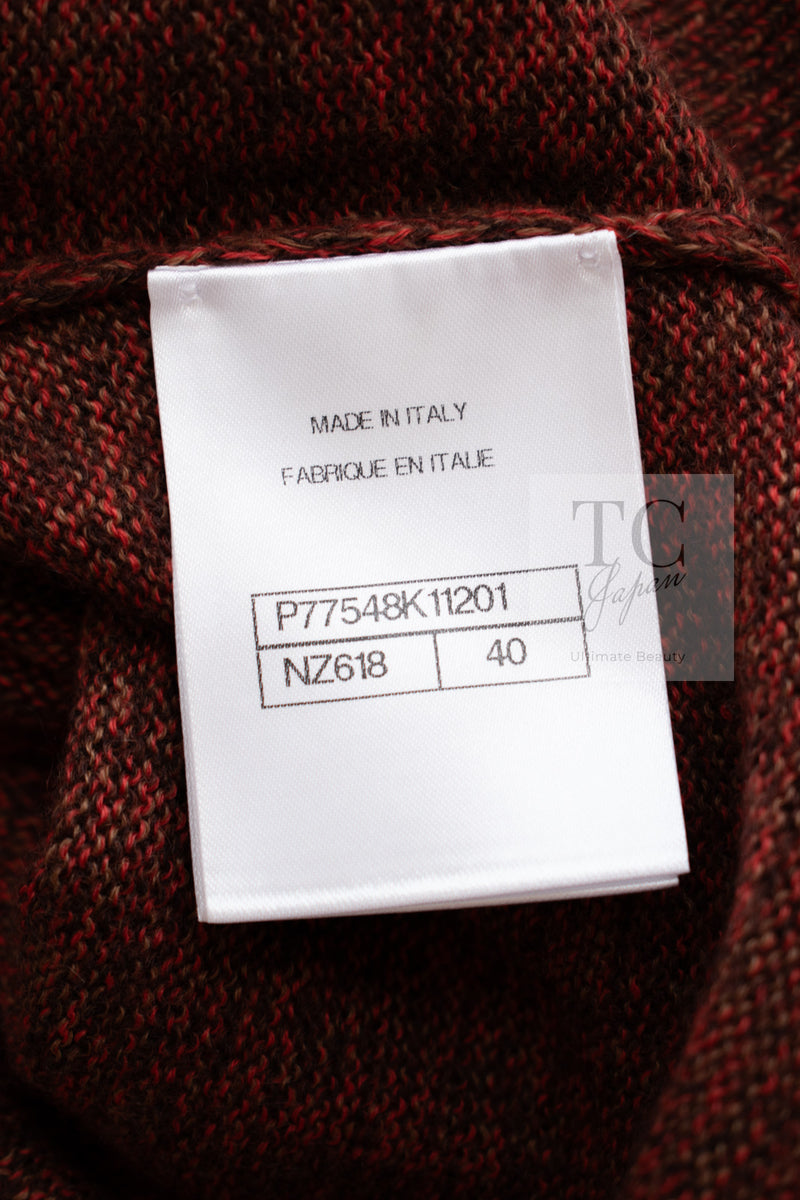 MADE IN ITALY
FABRIQUE EN ITALIE
P77548K11201
NZ618 40
TC
Japan
Ultimate Beauty